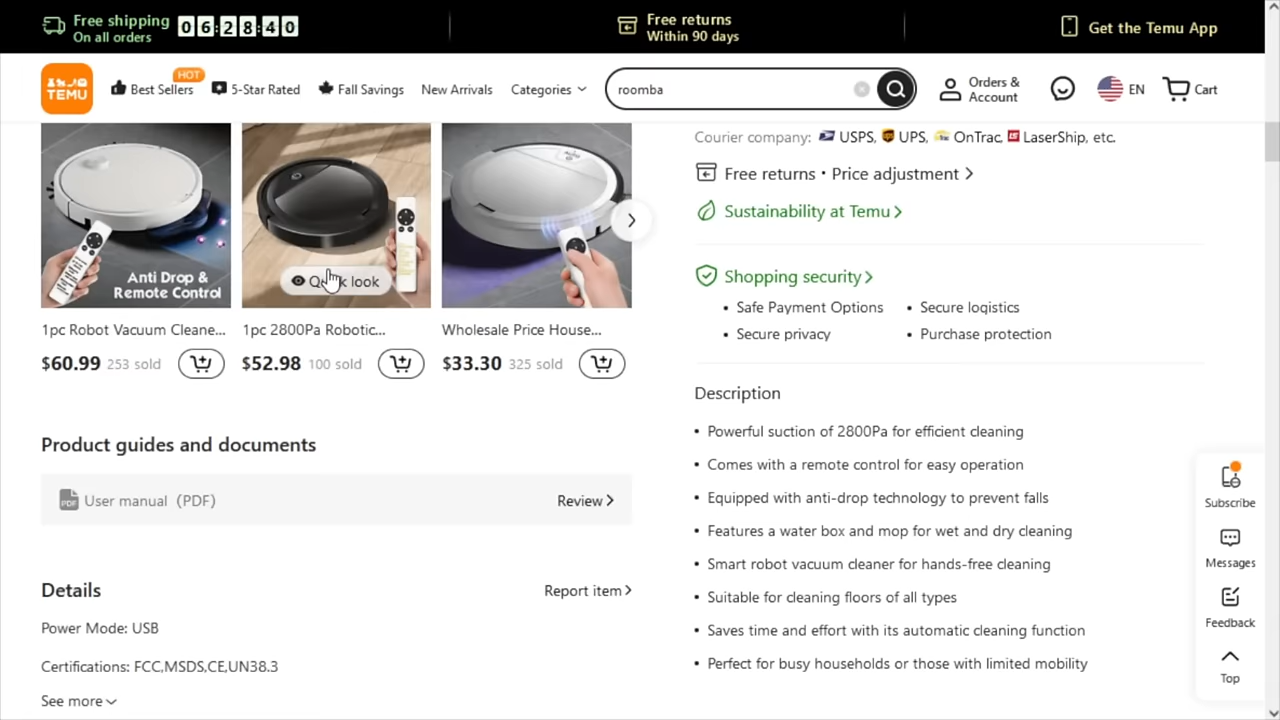 Free shipping
On all orders
06:28:40
Free returns
Within 90 days
Get the Temu App
TEMU
Best Sellers
HOT
5-Star Rated
Fall Savings
New Arrivals
Categories
roomba
Orders &
Account
EN
Cart
Anti Drop &
Remote Control
Quick look
1pc Robot Vacuum Cleane...
1pc 2800Pa Robotic...
Wholesale Price House...
$60.99 253 sold
$52.98 100 sold
$33.30 325 sold
Product guides and documents
PDF
User manual (PDF)
Review
Details
Report item
Power Mode: USB
Certifications: FCC,MSDS,CE,UN38.3
See more
Courier company: USPS, UPS, OnTrac, LaserShip, etc.
Free returns • Price adjustment
Sustainability at Temu
Shopping security
• Safe Payment Options
• Secure logistics
• Secure privacy
• Purchase protection
Description
• Powerful suction of 2800Pa for efficient cleaning
• Comes with a remote control for easy operation
• Equipped with anti-drop technology to prevent falls
• Features a water box and mop for wet and dry cleaning
• Smart robot vacuum cleaner for hands-free cleaning
• Suitable for cleaning floors of all types
• Saves time and effort with its automatic cleaning function
• Perfect for busy households or those with limited mobility
Subscribe
Messages
Feedback
Top